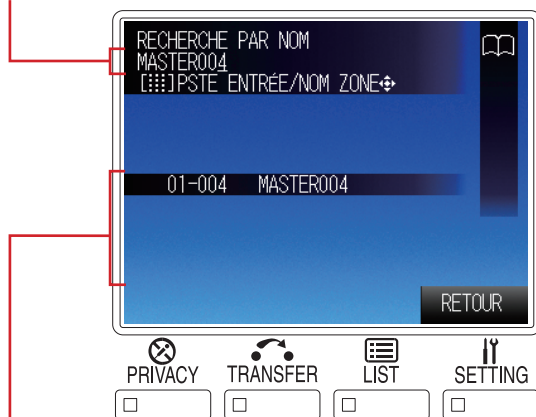 RECHERCHE PAR NOM
MASTER004
[⁝⁝⁝]PSTE ENTRÉE/NOM ZONE
01-004 MASTER004
RETOUR
PRIVACY TRANSFER LIST SETTING